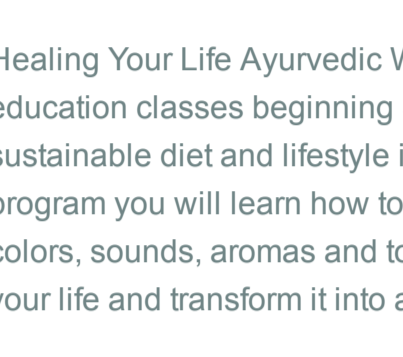 Healing Your Life Ayurvedic
education classes beginning
sustainable diet and lifestyle
program you will learn how to
colors, sounds, aromas and
your life and transform it into a